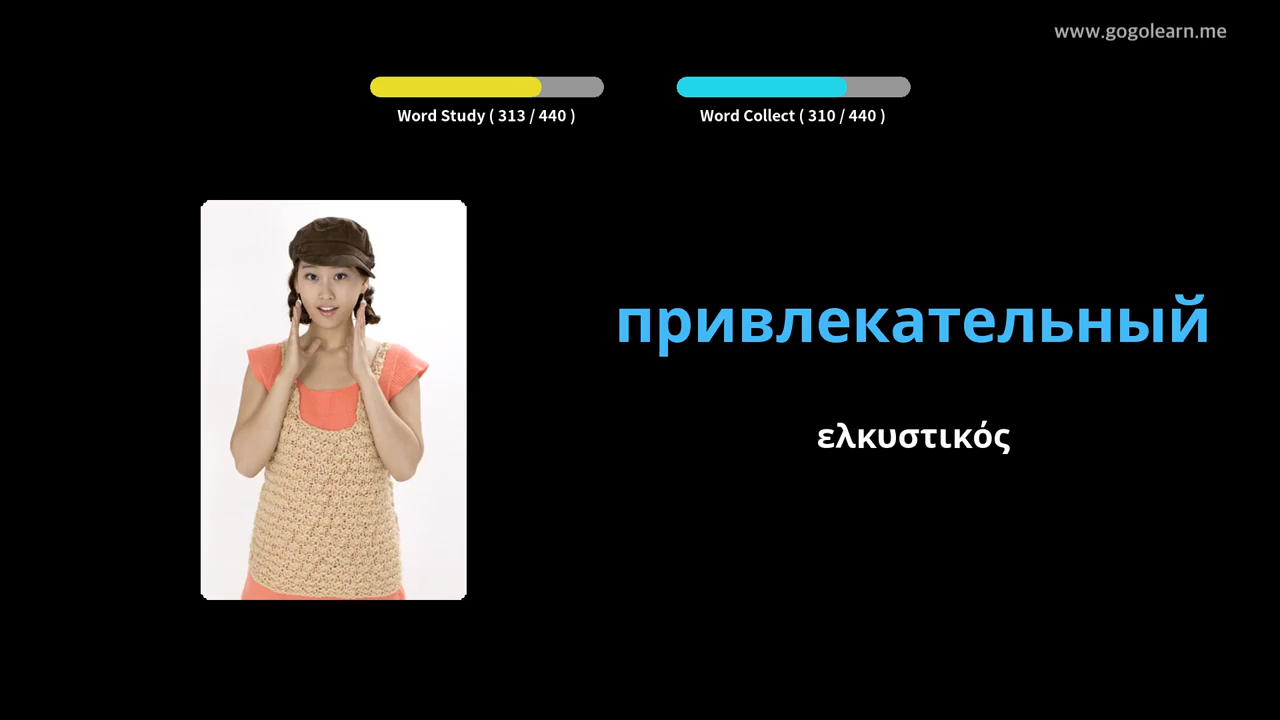 www.gogolearn.me
Word Study ( 313 / 440 )
Word Collect ( 310 / 440 )
привлекательный
ελκυστικός